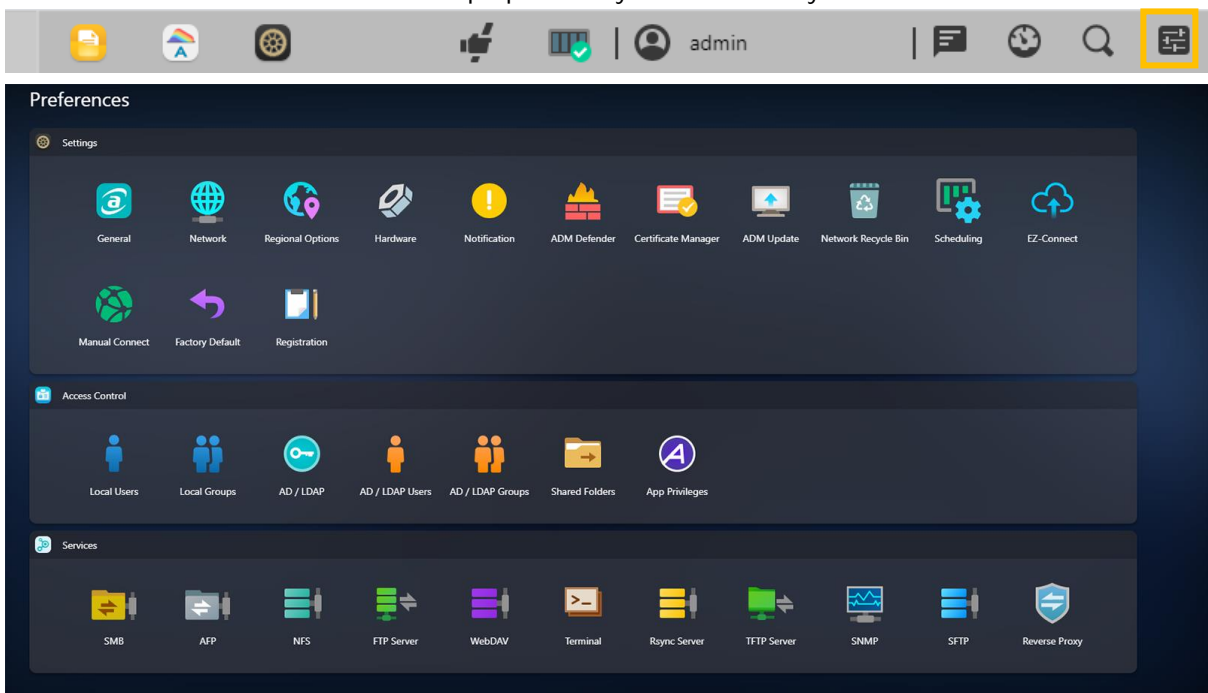 admin
Preferences
Settings
General Network Regional Options Hardware Notification ADM Defender Certificate Manager ADM Update Network Recycle Bin Scheduling EZ-Connect
Manual Connect Factory Default Registration
Access Control
Local Users Local Groups AD / LDAP AD / LDAP Users AD / LDAP Groups Shared Folders App Privileges
Services
SMB AFP NFS FTP Server WebDAV Terminal Rsync Server TFTP Server SNMP SFTP Reverse Proxy